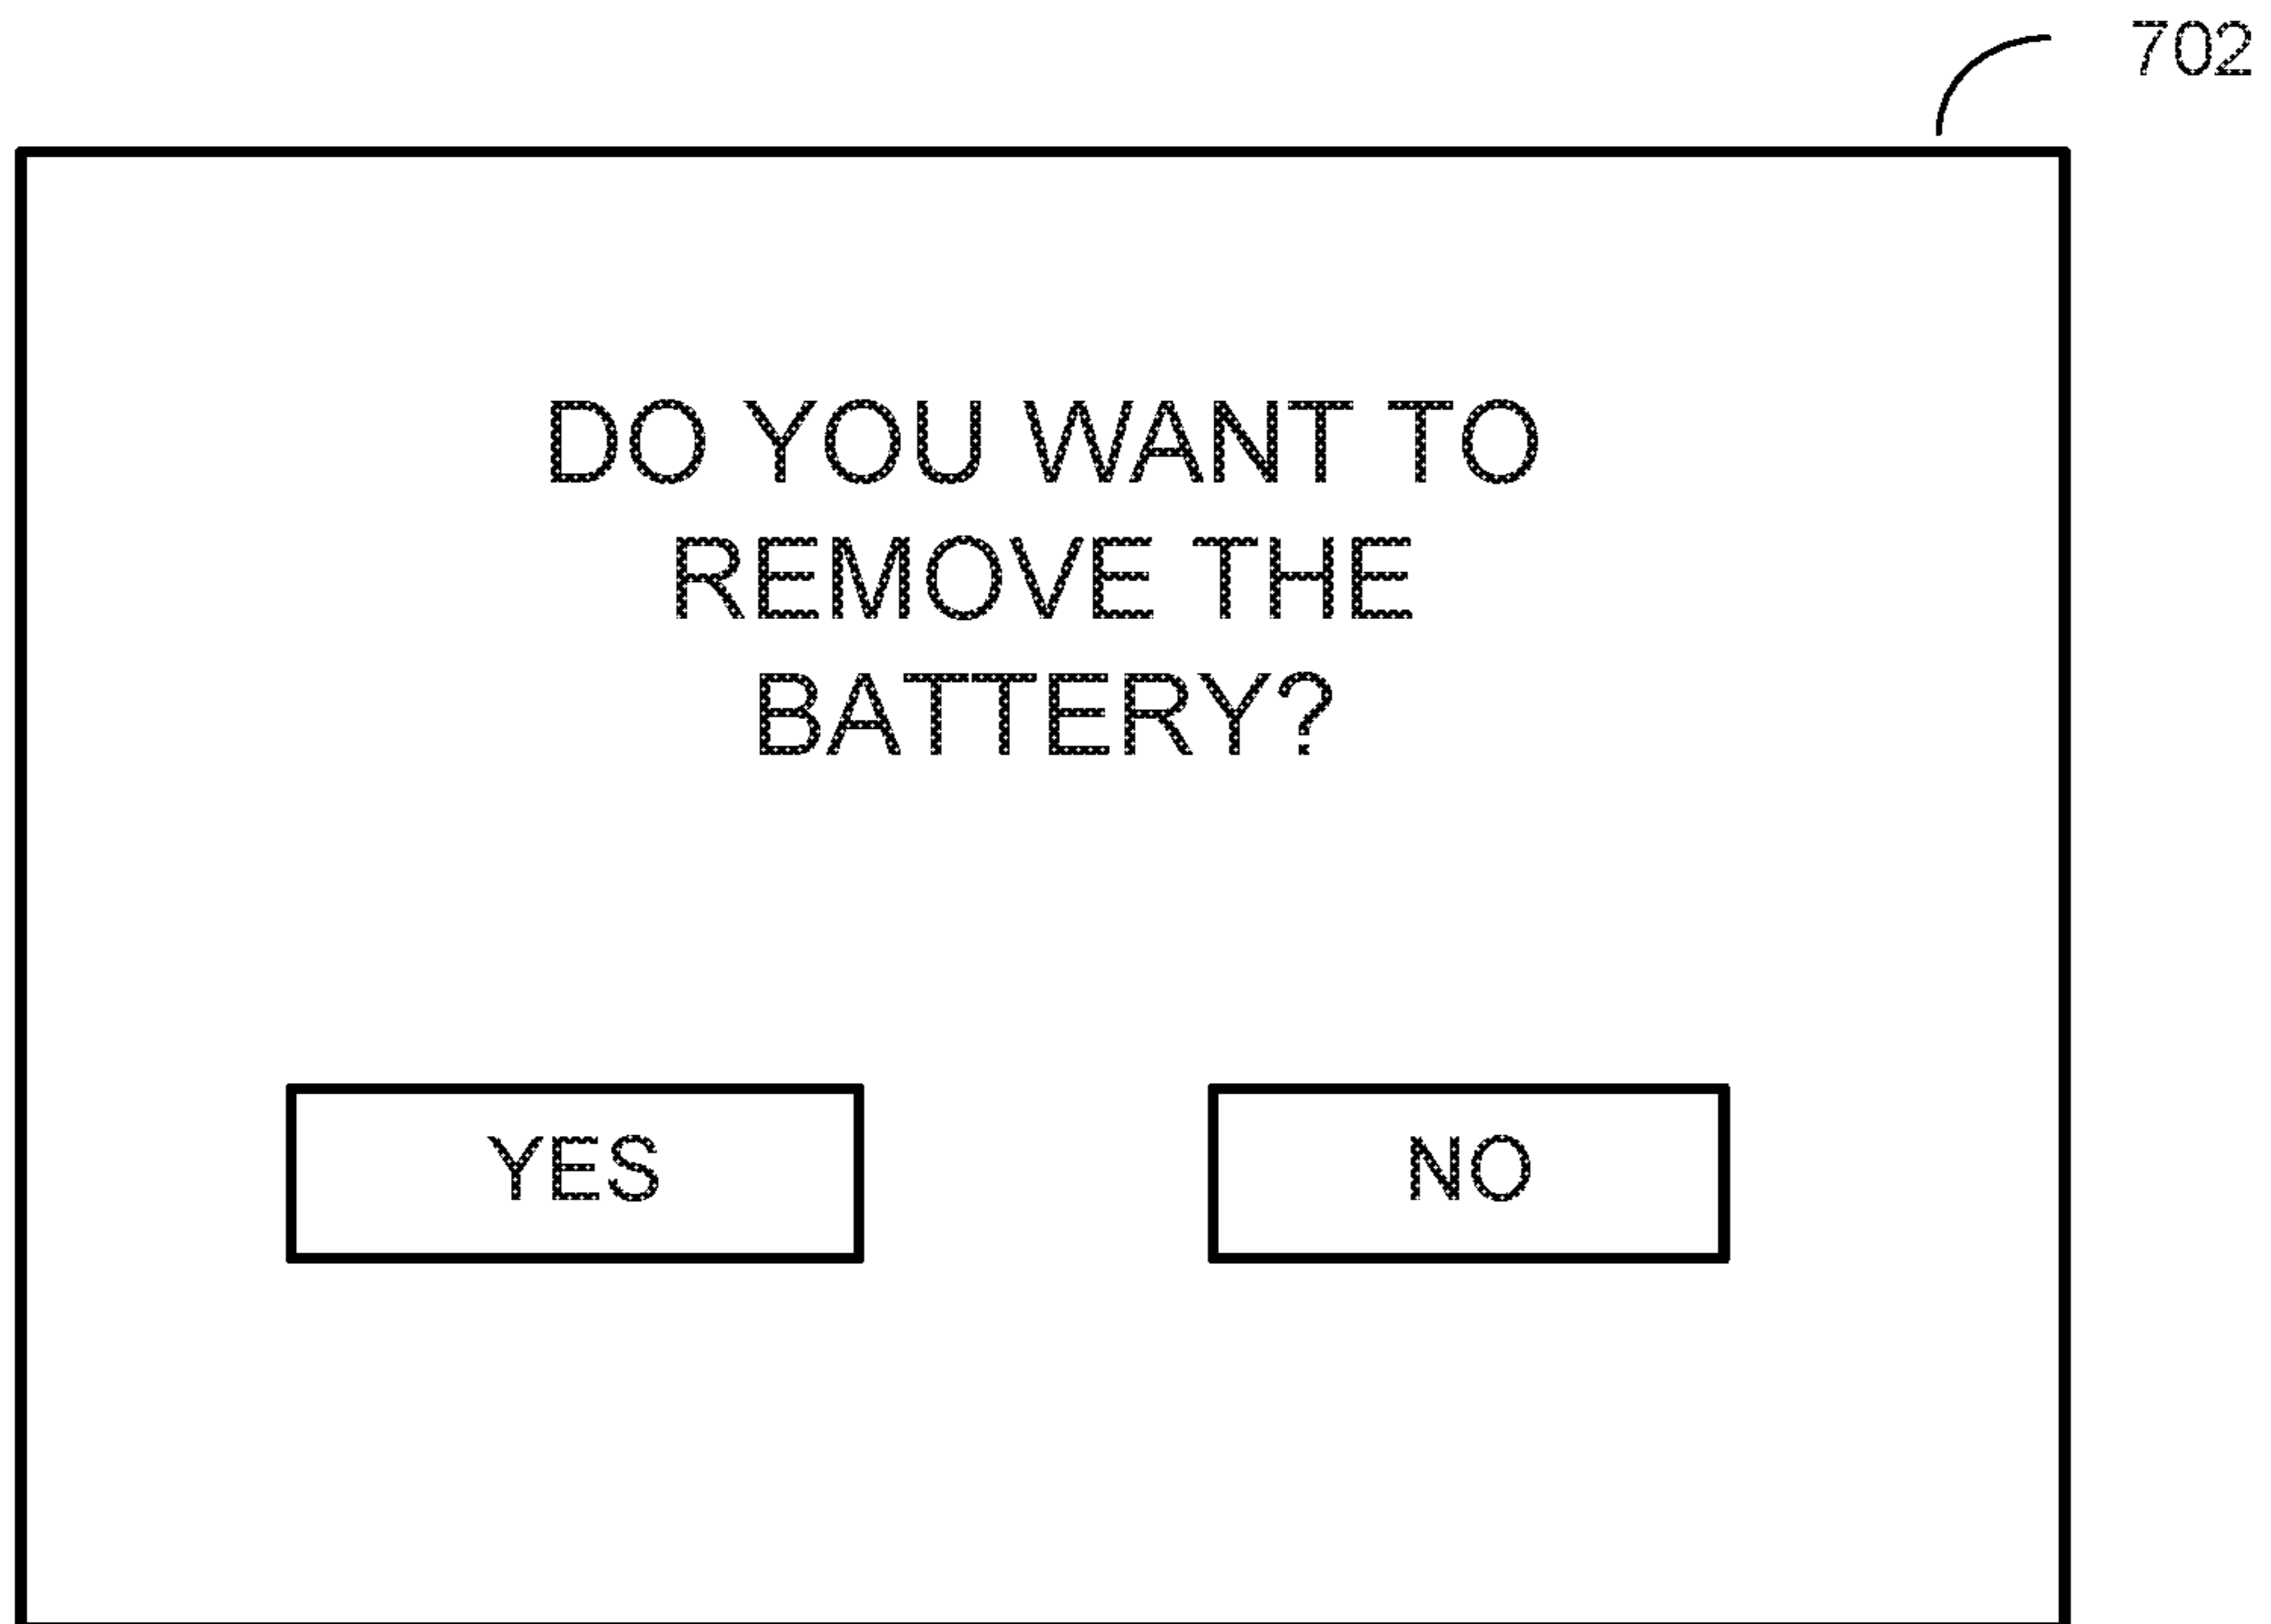 702
DO YOU WANT TO
REMOVE THE
BATTERY?
YES
NO